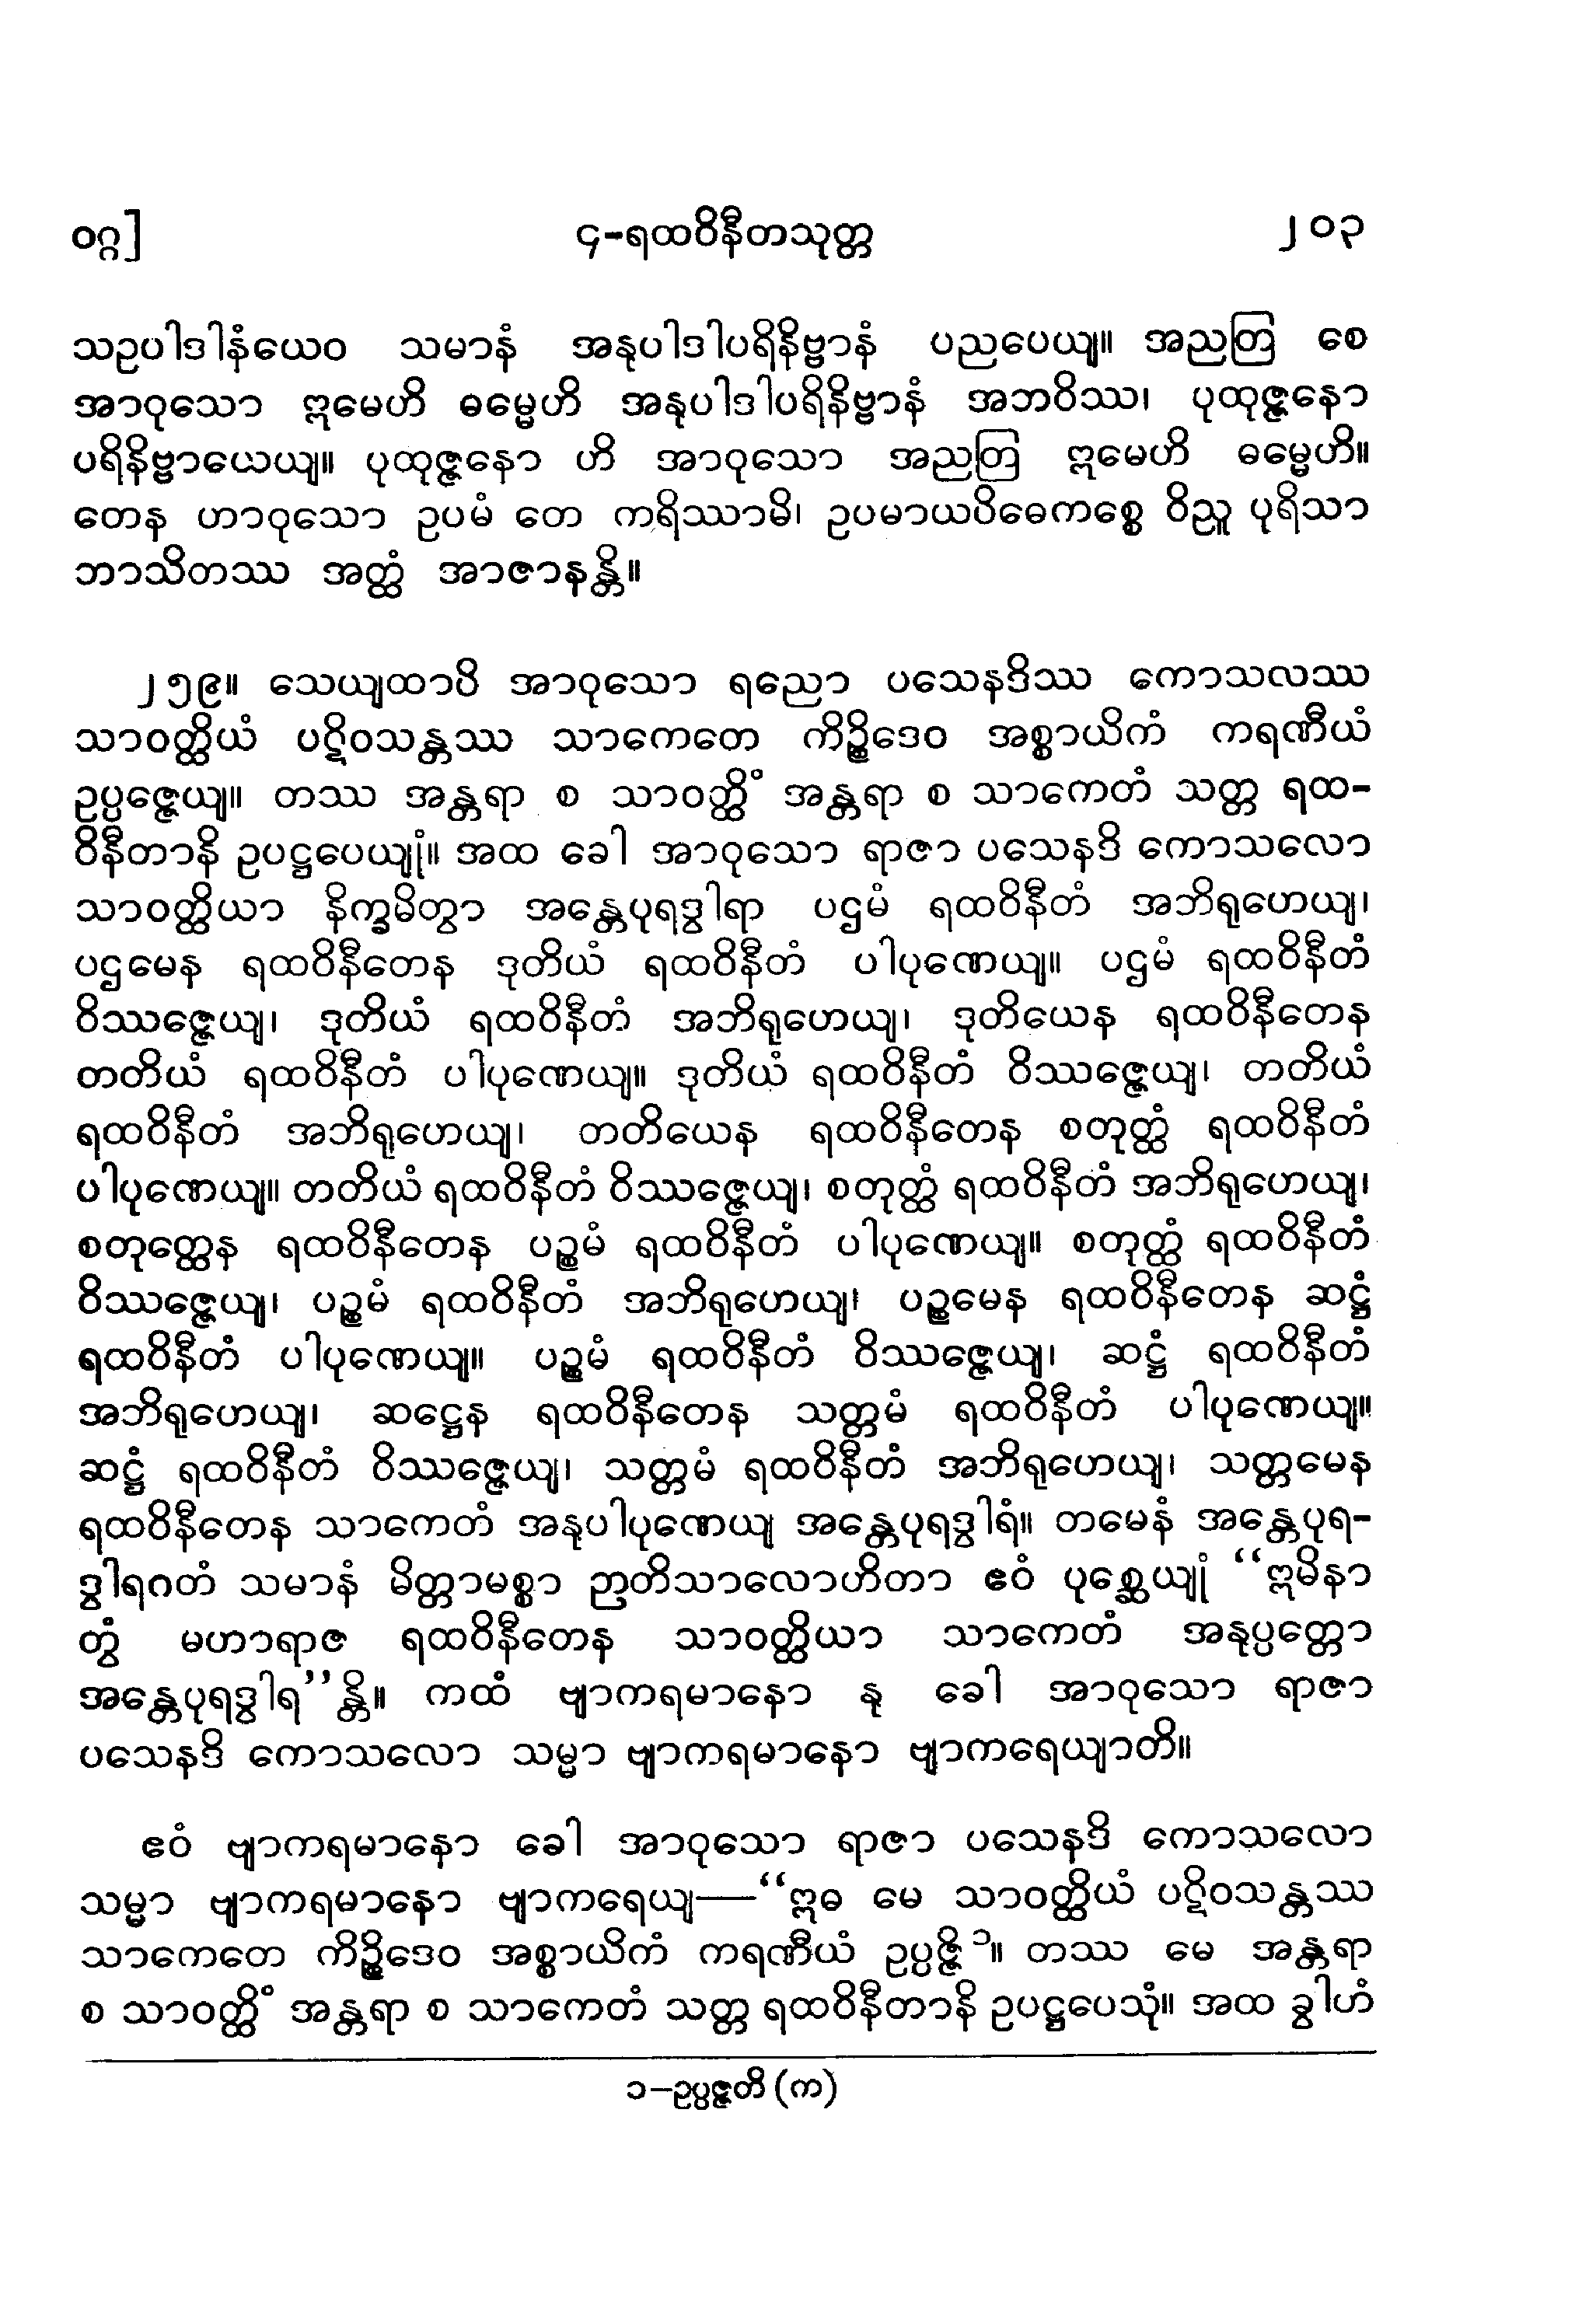 ဝဂ္ဂ] ၄-ရထဝိနီတသုတ္တ ၂၀၃
သဥပါဒါနံယေဝ သမာနံ အနုပါဒါပရိနိဗ္ဗာနံ ပညပေယျ။ အညတြ စေ
အာဝုသော ဣမေဟိ ဓမ္မေဟိ အနုပါဒါပရိနိဗ္ဗာနံ အဘဝိဿ၊ ပုထုဇ္ဇနော
ပရိနိဗ္ဗာယေယျ။ ပုထုဇ္ဇနော ဟိ အာဝုသော အညတြ ဣမေဟိ ဓမ္မေဟိ။
တေန ဟာဝုသော ဥပမံ တေ ကရိဿာမိ၊ ဥပမာယပိဓေကစ္စေ ဝိညူ ပုရိသာ
ဘာသိတဿ အတ္ထံ အာဇာနန္တိ။
၂၅၉။ သေယျထာပိ အာဝုသော ရညော ပသေနဒိဿ ကောသလဿ
သာဝတ္ထိယံ ပဋိဝသန္တဿ သာကေတေ ကိဉ္စိဒေဝ အစ္စာယိကံ ကရဏီယံ
ဥပ္ပဇ္ဇေယျ။ တဿ အန္တရာ စ သာဝတ္ထိံ အန္တရာ စ သာကေတံ သတ္တ ရထ-
ဝိနီတာနိ ဥပဋ္ဌပေယျုံ။ အထ ခေါ အာဝုသော ရာဇာ ပသေနဒိ ကောသလော
သာဝတ္ထိယာ နိက္ခမိတွာ အန္တေပုရဒွါရာ ပဌမံ ရထဝိနီတံ အဘိရုဟေယျ၊
ပဌမေန ရထဝိနီတေန ဒုတိယံ ရထဝိနီတံ ပါပုဏေယျ။ ပဌမံ ရထဝိနီတံ
ဝိဿဇ္ဇေယျ၊ ဒုတိယံ ရထဝိနီတံ အဘိရုဟေယျ၊ ဒုတိယေန ရထဝိနီတေန
တတိယံ ရထဝိနီတံ ပါပုဏေယျ။ ဒုတိယံ ရထဝိနီတံ ဝိဿဇ္ဇေယျ၊ တတိယံ
ရထဝိနီတံ အဘိရုဟေယျ၊ တတိယေန ရထဝိနီတေန စတုတ္ထံ ရထဝိနီတံ
ပါပုဏေယျ။ တတိယံ ရထဝိနီတံ ဝိဿဇ္ဇေယျ၊ စတုတ္ထံ ရထဝိနီတံ အဘိရုဟေယျ၊
စတုတ္ထေန ရထဝိနီတေန ပဉ္စမံ ရထဝိနီတံ ပါပုဏေယျ။ စတုတ္ထံ ရထဝိနီတံ
ဝိဿဇ္ဇေယျ၊ ပဉ္စမံ ရထဝိနီတံ အဘိရုဟေယျ၊ ပဉ္စမေန ရထဝိနီတေန ဆဋ္ဌံ
ရထဝိနီတံ ပါပုဏေယျ။ ပဉ္စမံ ရထဝိနီတံ ဝိဿဇ္ဇေယျ၊ ဆဋ္ဌံ ရထဝိနီတံ
အဘိရုဟေယျ၊ ဆဋ္ဌေန ရထဝိနီတေန သတ္တမံ ရထဝိနီတံ ပါပုဏေယျ။
ဆဋ္ဌံ ရထဝိနီတံ ဝိဿဇ္ဇေယျ၊ သတ္တမံ ရထဝိနီတံ အဘိရုဟေယျ၊ သတ္တမေန
ရထဝိနီတေန သာကေတံ အနုပါပုဏေယျ အန္တေပုရဒွါရံ။ တမေနံ အန္တေပုရ-
ဒွါရဂတံ သမာနံ မိတ္တာမစ္စာ ဉာတိသာလောဟိတာ ဧဝံ ပုစ္ဆေယျုံ ‘‘ဣမိနာ
တွံ မဟာရာဇ ရထဝိနီတေန သာဝတ္ထိယာ သာကေတံ အနုပ္ပတ္တော
အန္တေပုရဒွါရ’’န္တိ။ ကထံ ဗျာကရမာနော နု ခေါ အာဝုသော ရာဇာ
ပသေနဒိ ကောသလော သမ္မာ ဗျာကရမာနော ဗျာကရေယျာတိ။
ဧဝံ ဗျာကရမာနော ခေါ အာဝုသော ရာဇာ ပသေနဒိ ကောသလော
သမ္မာ ဗျာကရမာနော ဗျာကရေယျ—‘‘ဣဓ မေ သာဝတ္ထိယံ ပဋိဝသန္တဿ
သာကေတေ ကိဉ္စိဒေဝ အစ္စာယိကံ ကရဏီယံ ဥပ္ပဇ္ဇိ ၁။ တဿ မေ အန္တရာ
စ သာဝတ္ထိံ အန္တရာ စ သာကေတံ သတ္တ ရထဝိနီတာနိ ဥပဋ္ဌပေသုံ။ အထ ခွါဟံ
၁-ဥပ္ပဇ္ဇတိ (က)